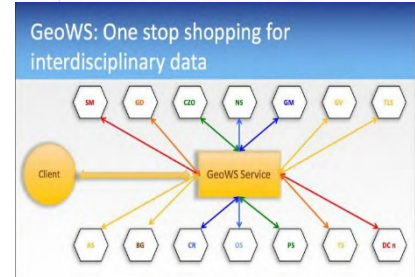 GeoWS: One stop shopping for
interdisciplinary data
SM
GD
CZO
NS
GM
GV
TLE
Client
GeoWS Service
AS
BG
CR
OS
PS
TS
DC n